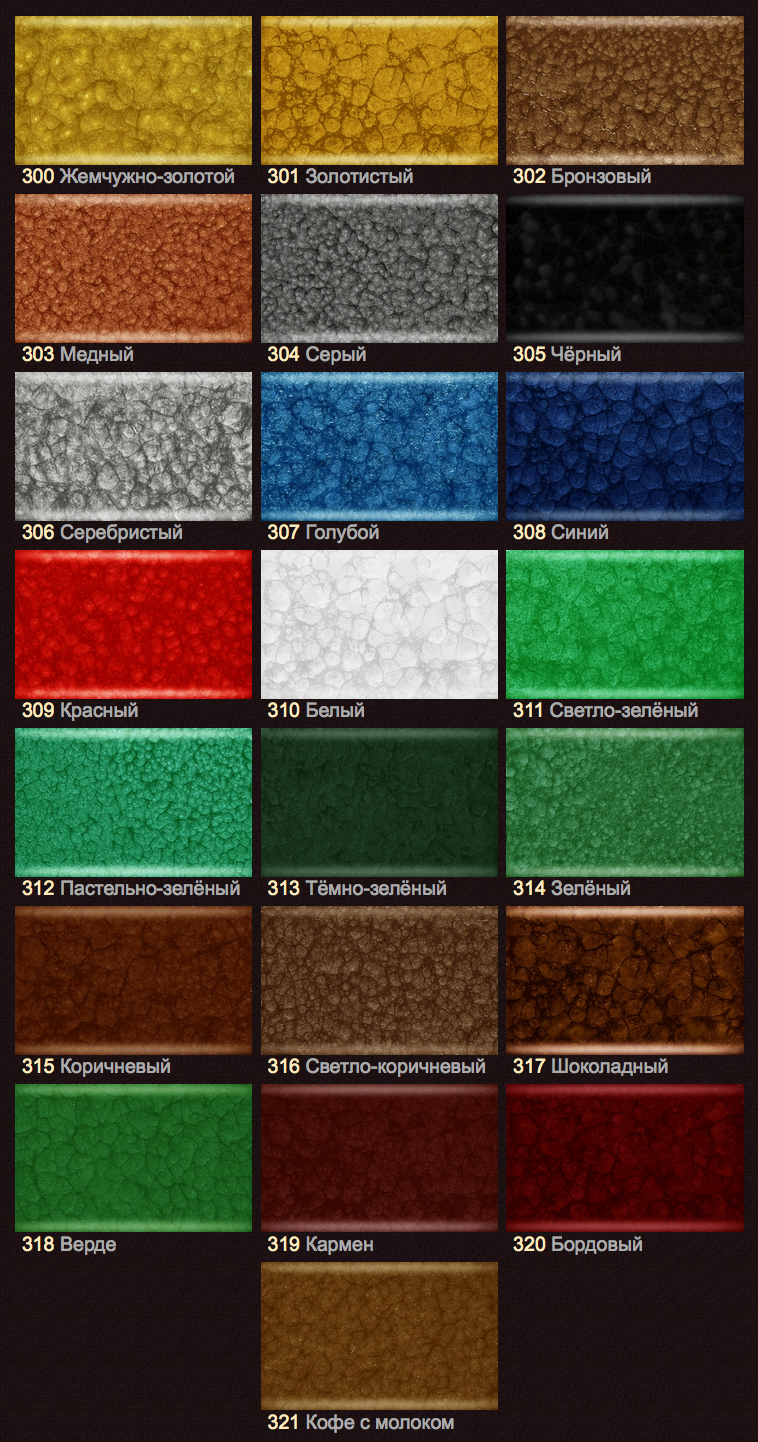 300 Жемчужно-золотой
301 Золотистый
302 Бронзовый
303 Медный
304 Серый
305 Чёрный
306 Серебристый
307 Голубой
308 Синий
309 Красный
310 Белый
311 Светло-зелёный
312 Пастельно-зелёный
313 Тёмно-зелёный
314 Зелёный
315 Коричневый
316 Светло-коричневый
317 Шоколадный
318 Верде
319 Кармен
320 Бордовый
321 Кофе с молоком